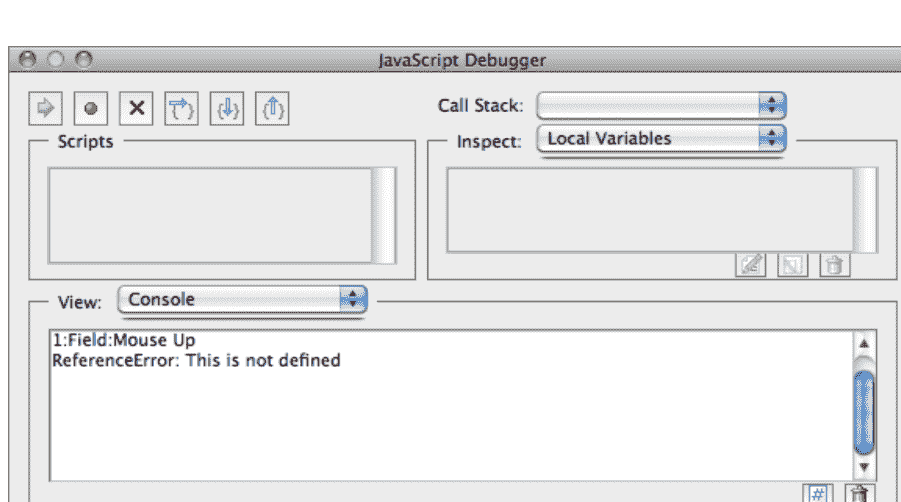 JavaScript Debugger
Call Stack:
Scripts
Inspect: Local Variables
View: Console
1:Field:Mouse Up
ReferenceError: This is not defined